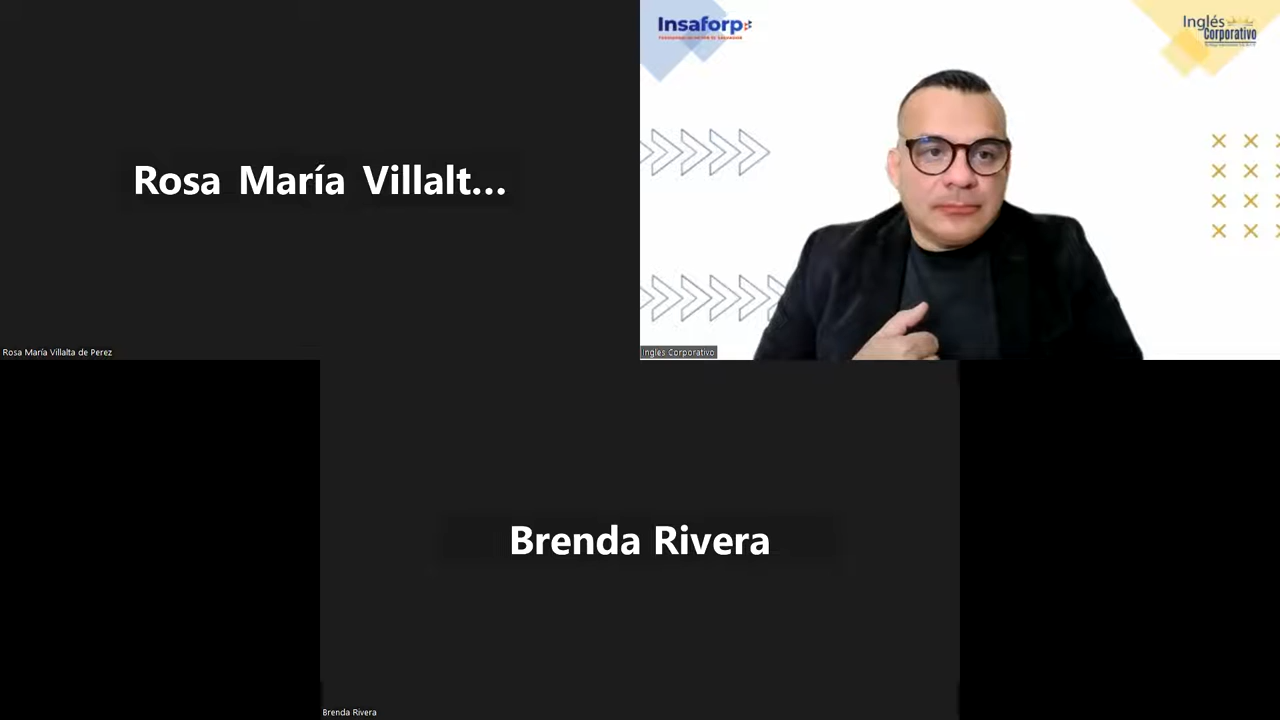 Rosa María Villalt...
Rosa María Villalta de Perez
Insaforp
Inglés
Corporativo
Ingles Corporativo
Brenda Rivera
Brenda Rivera